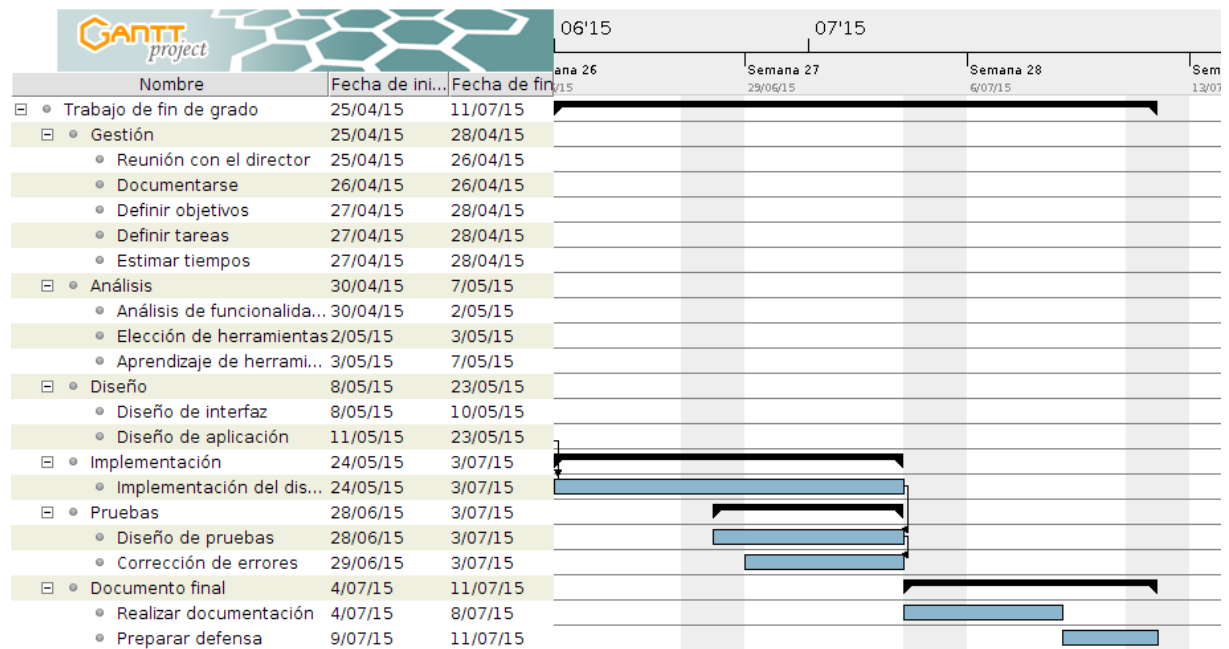 GANTT
project
06'15 07'15
ana 26 Semana 27 Semana 28 Sem
/15 29/06/15 6/07/15 13/07
Nombre Fecha de ini... Fecha de fin
Trabajo de fin de grado 25/04/15 11/07/15
Gestión 25/04/15 28/04/15
Reunión con el director 25/04/15 26/04/15
Documentarse 26/04/15 26/04/15
Definir objetivos 27/04/15 28/04/15
Definir tareas 27/04/15 28/04/15
Estimar tiempos 27/04/15 28/04/15
Análisis 30/04/15 7/05/15
Análisis de funcionalida... 30/04/15 2/05/15
Elección de herramientas 2/05/15 3/05/15
Aprendizaje de herrami... 3/05/15 7/05/15
Diseño 8/05/15 23/05/15
Diseño de interfaz 8/05/15 10/05/15
Diseño de aplicación 11/05/15 23/05/15
Implementación 24/05/15 3/07/15
Implementación del dis... 24/05/15 3/07/15
Pruebas 28/06/15 3/07/15
Diseño de pruebas 28/06/15 3/07/15
Corrección de errores 29/06/15 3/07/15
Documento final 4/07/15 11/07/15
Realizar documentación 4/07/15 8/07/15
Preparar defensa 9/07/15 11/07/15